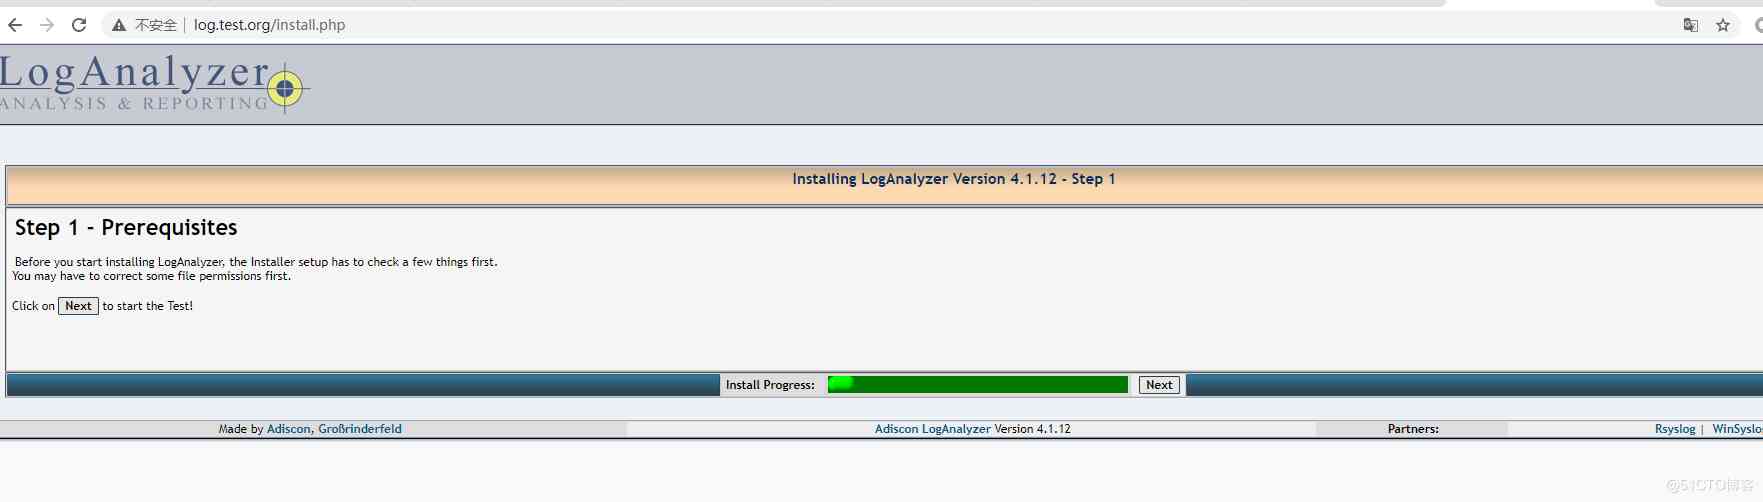 不安全 | log.test.org/install.php
LogAnalyzer
ANALYSIS & REPORTING
Installing LogAnalyzer Version 4.1.12 - Step 1
Step 1 - Prerequisites
Before you start installing LogAnalyzer, the Installer setup has to check a few things first.
You may have to correct some file permissions first.
Click on Next to start the Test!
Install Progress: Next
Made by Adiscon, Großrinderfeld Adiscon LogAnalyzer Version 4.1.12 Partners: Rsyslog | WinSyslo
@51CTO博客